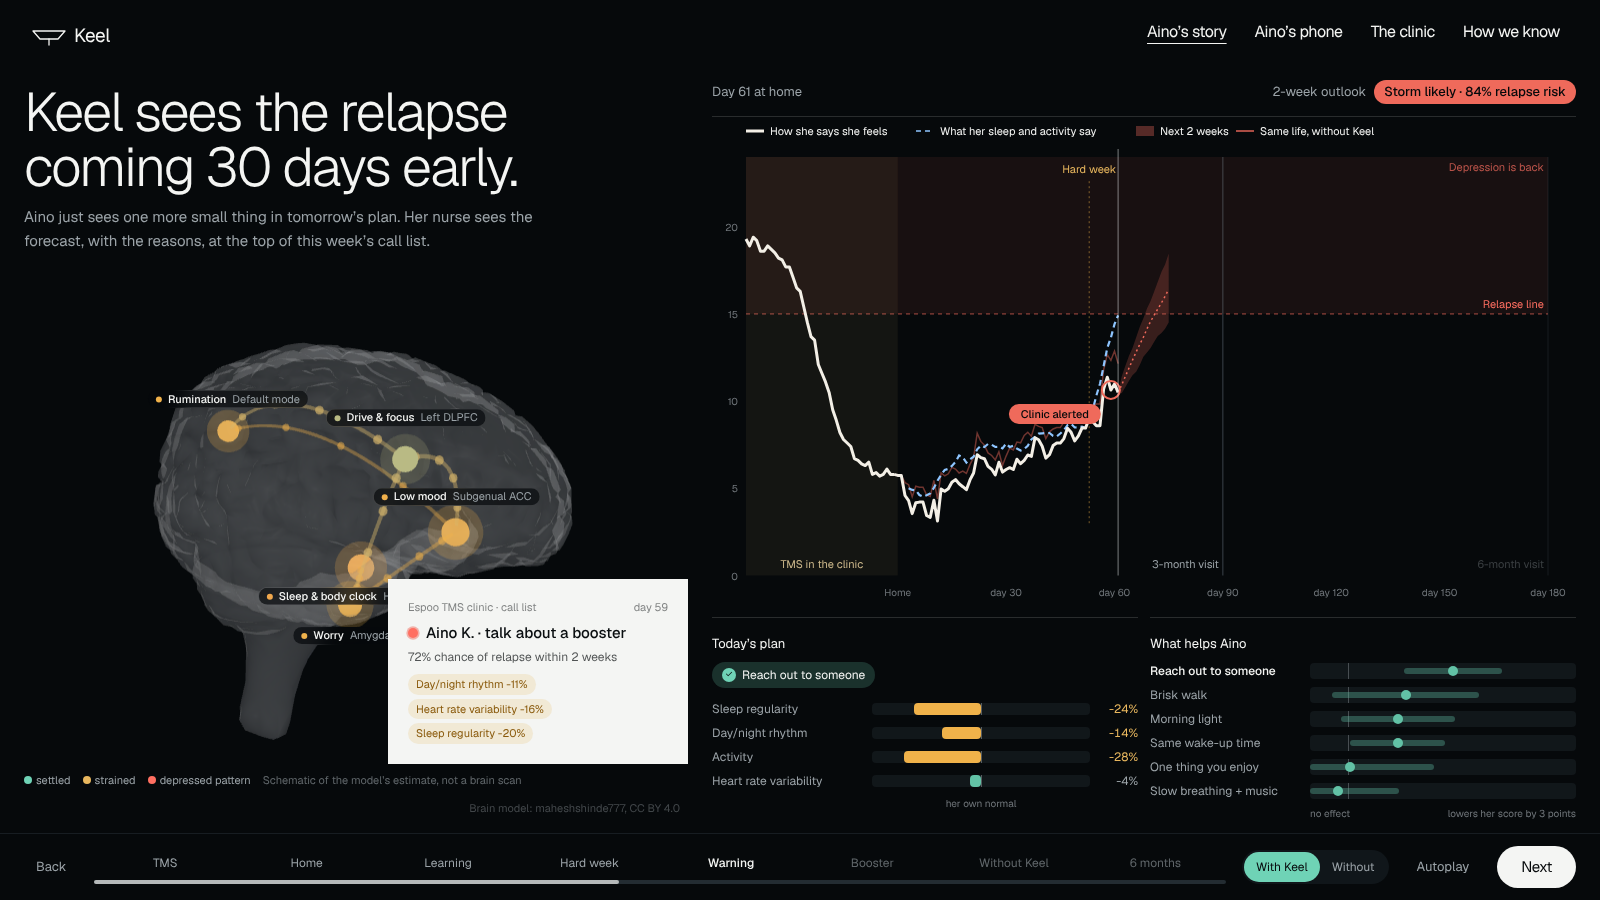 Keel
Aino’s story
Aino’s phone
The clinic
How we know
Keel sees the relapse
coming 30 days early.
Aino just sees one more small thing in tomorrow’s plan. Her nurse sees the
forecast, with the reasons, at the top of this week’s call list.
Rumination Default mode
Drive & focus Left DLPFC
Low mood Subgenual ACC
Sleep & body clock H
Worry Amygda
Espoo TMS clinic · call list
day 59
Aino K. · talk about a booster
72% chance of relapse within 2 weeks
Day/night rhythm -11%
Heart rate variability -16%
Sleep regularity -20%
settled
strained
depressed pattern
Schematic of the model’s estimate, not a brain scan
Brain model: maheshshinde777, CC BY 4.0
Day 61 at home
2-week outlook
Storm likely · 84% relapse risk
How she says she feels
What her sleep and activity say
Next 2 weeks
Same life, without Keel
Hard week
Depression is back
20
Relapse line
15
10
Clinic alerted
5
TMS in the clinic
3-month visit
6-month visit
0
Home
day 30
day 60
day 90
day 120
day 150
day 180
Today’s plan
Reach out to someone
Sleep regularity
-24%
Day/night rhythm
-14%
Activity
-28%
Heart rate variability
-4%
her own normal
What helps Aino
Reach out to someone
Brisk walk
Morning light
Same wake-up time
One thing you enjoy
Slow breathing + music
no effect
lowers her score by 3 points
Back
TMS
Home
Learning
Hard week
Warning
Booster
Without Keel
6 months
With Keel
Without
Autoplay
Next